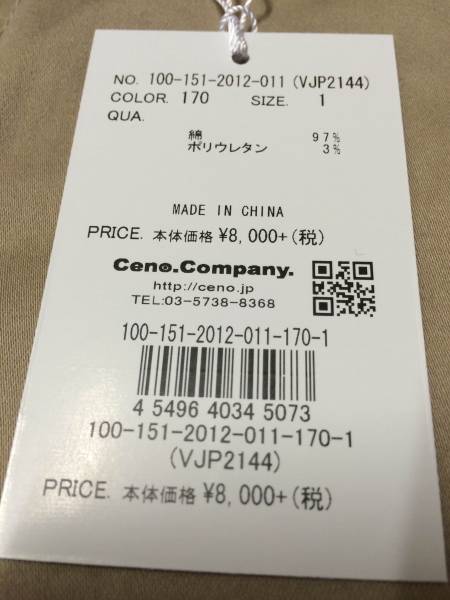 NO. 100-151-2012-011 (VJP2144)
COLOR. 170 SIZE. 1
QUA.
綿 97%
ポリウレタン 3%
MADE IN CHINA
PRICE. 本体価格 ¥8,000+(税)
Ceno.Company.
http://ceno.jp
TEL:03-5738-8368
100-151-2012-011-170-1
4 54964 034 5073
100-151-2012-011-170-1
(VJP2144)
PRICE. 本体価格 ¥8,000+(税)